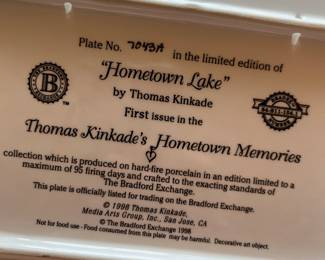 Plate No. 7043A in the limited edition of
"Hometown Lake"
by Thomas Kinkade
First issue in the
Thomas Kinkade's Hometown Memories
B
TM
collection which is produced on hard-fire porcelain in an edition limited to a
maximum of 95 firing days and crafted to the exacting standards of
The Bradford Exchange.
This plate is officially listed for trading on the Bradford Exchange.
© 1998 Thomas Kinkade,
Media Arts Group, Inc., San Jose, CA
© The Bradford Exchange 1998
Not for food use - Food consumed from this plate may be harmful. Decorative an object.